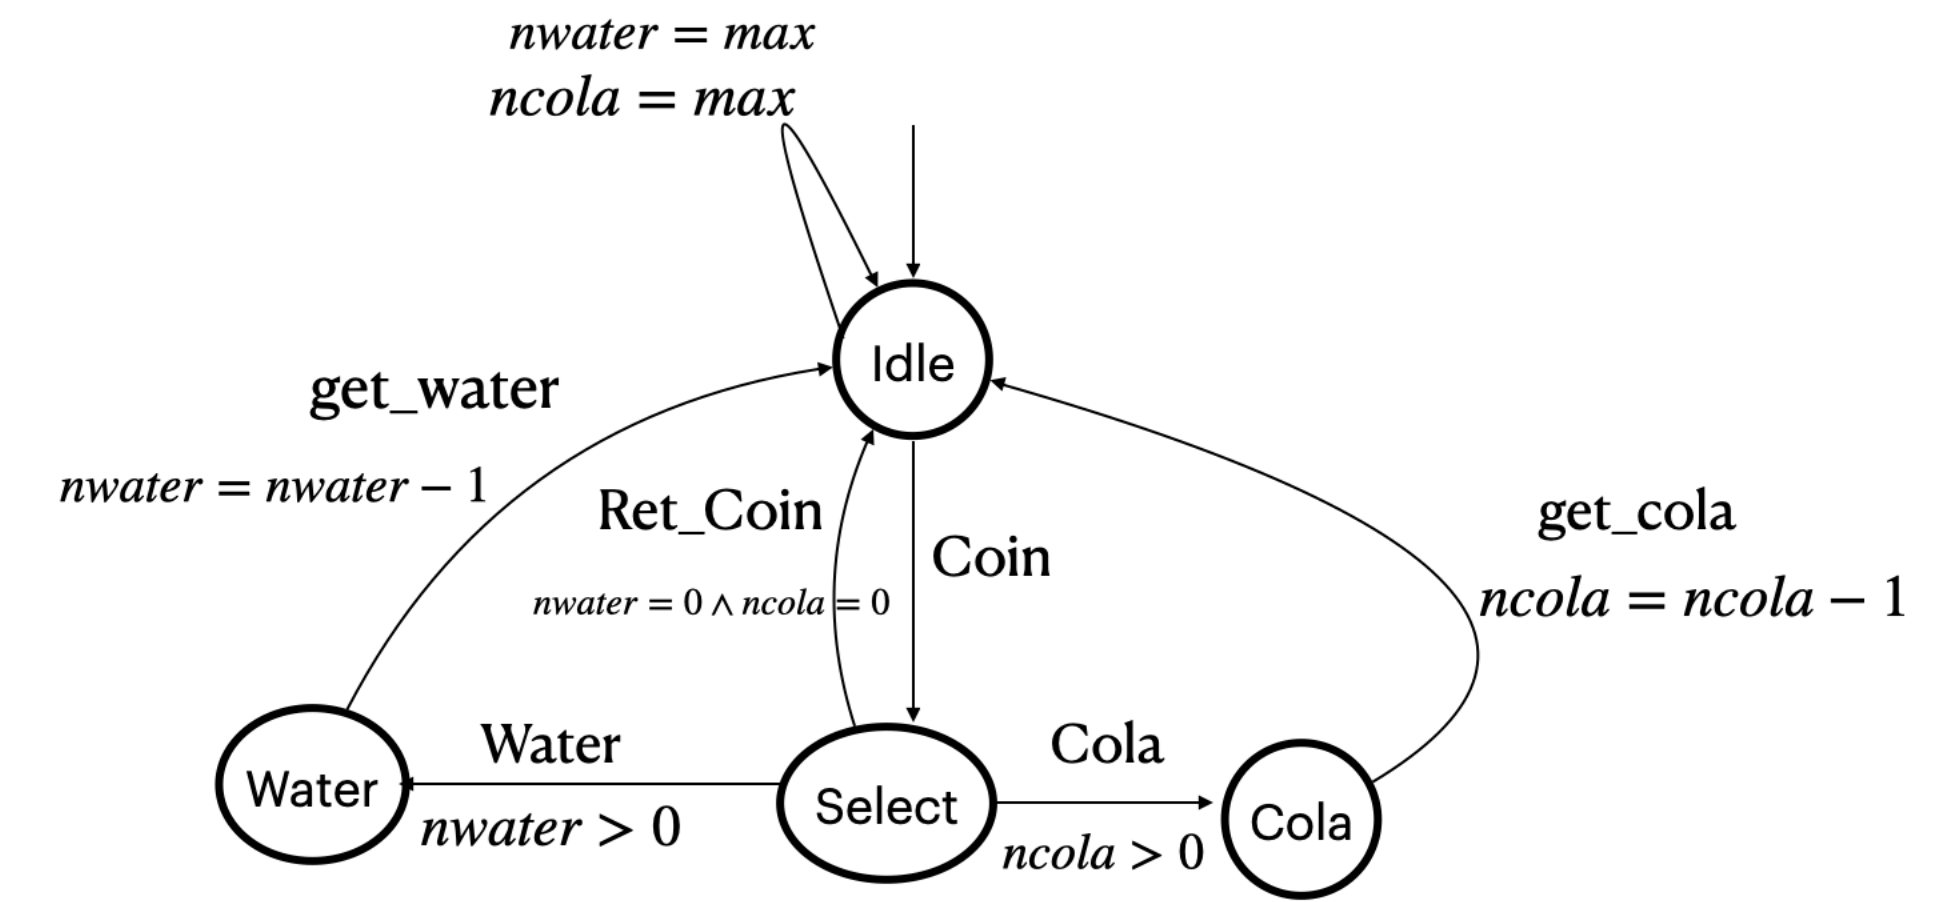 nwater = max
ncola = max
Idle
get_water
nwater = nwater − 1
Ret_Coin
nwater = 0 ∧ ncola = 0
Coin
get_cola
ncola = ncola − 1
Water
Water
nwater > 0
Select
Cola
ncola > 0
Cola